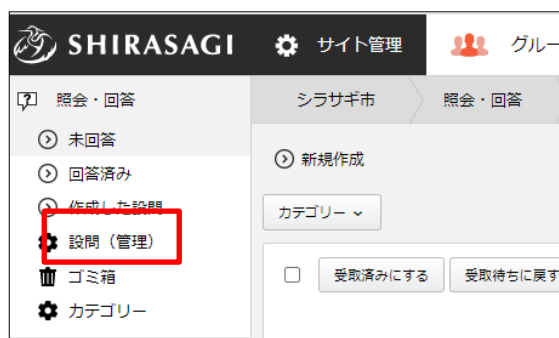 SHIRASAGI
サイト管理
グルー
照会・回答
シラサギ市
照会・回答
未回答
回答済み
作成した設問
設問（管理）
ゴミ箱
カテゴリー
新規作成
カテゴリー
受取済みにする
受取待ちに戻す